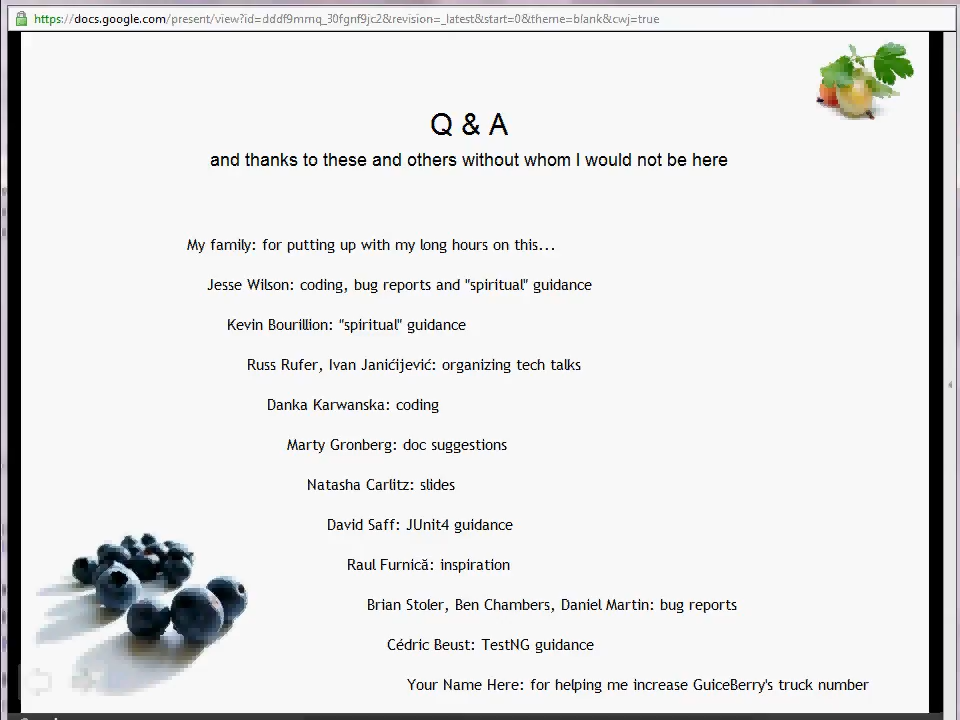 https://docs.google.com/present/view?id=dddf9mmq_30fgnf9jc2&revision=_latest&start=0&theme=blank&cwj=true
Q & A
and thanks to these and others without whom I would not be here
My family: for putting up with my long hours on this...
Jesse Wilson: coding, bug reports and "spiritual" guidance
Kevin Bourillion: "spiritual" guidance
Russ Rufer, Ivan Janićijević: organizing tech talks
Danka Karwanska: coding
Marty Gronberg: doc suggestions
Natasha Carlitz: slides
David Saff: JUnit4 guidance
Raul Furnică: inspiration
Brian Stoler, Ben Chambers, Daniel Martin: bug reports
Cédric Beust: TestNG guidance
Your Name Here: for helping me increase GuiceBerry's truck number